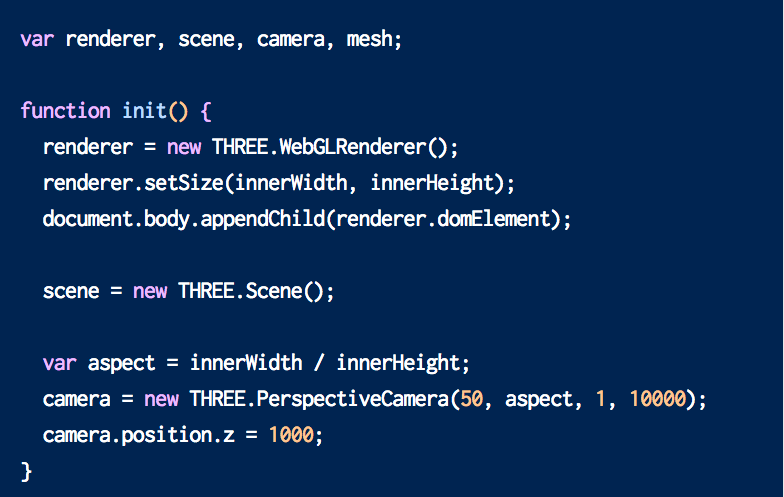 var renderer, scene, camera, mesh;
function init() {
renderer = new THREE.WebGLRenderer();
renderer.setSize(innerWidth, innerHeight);
document.body.appendChild(renderer.domElement);
scene = new THREE.Scene();
var aspect = innerWidth / innerHeight;
camera = new THREE.PerspectiveCamera(50, aspect, 1, 10000);
camera.position.z = 1000;
}